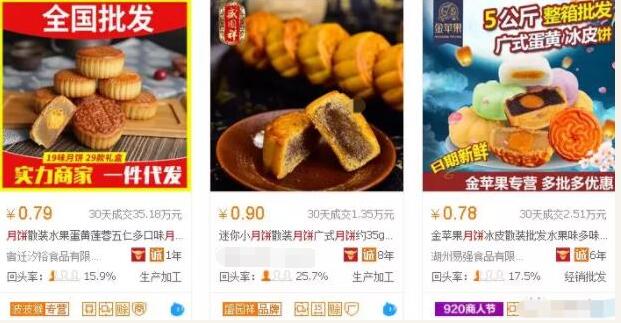 全国批发
19味月饼 29款礼盒
实力商家 一件代发
¥0.79 30天成交35.18万元
月饼散装水果蛋黄莲蓉五仁多口味月...
宿迁汐裕食品有限... 诚 1年
回头率： 15.9% 生产加工
波波猴 专营
盛園祥
¥0.90 30天成交1.35万元
迷你小月饼散装月饼广式月饼约35g...
诚 8年
回头率： 25.7% 生产加工
盛园祥 品牌
金苹果
5公斤 整箱批发
广式蛋黄 冰皮饼
日期新鲜
金苹果专营 多批多优惠
¥0.78 30天成交2.51万元
金苹果月饼冰皮散装批发水果味多味...
湖州易强食品有限... 诚 6年
回头率： 17.5% 经销批发
920商人节